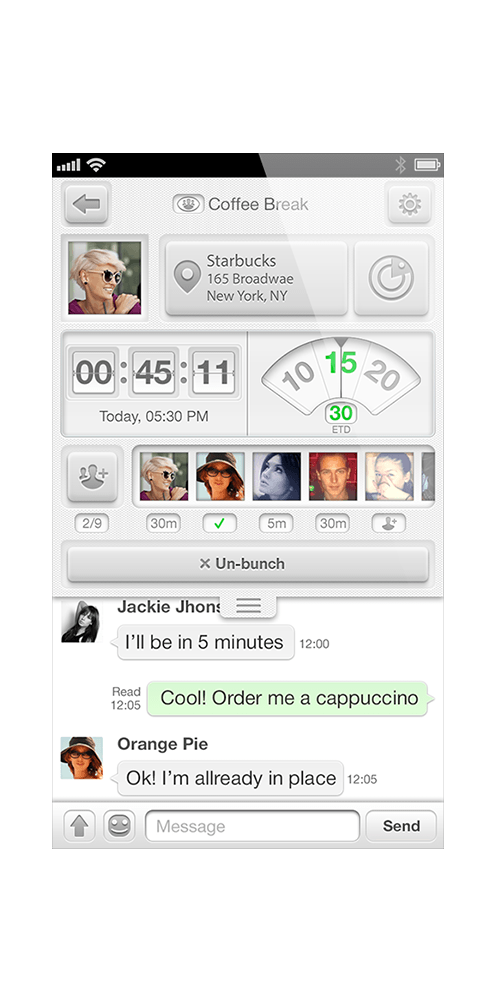 Coffee Break
Starbucks
165 Broadwae
New York, NY
00:45:11
Today, 05:30 PM
10 15 20
30
ETD
2/9 30m 5m 30m
× Un-bunch
Jackie Jhons
I'll be in 5 minutes 12:00
Read
12:05
Cool! Order me a cappuccino
Orange Pie
Ok! I'm allready in place 12:05
Message
Send